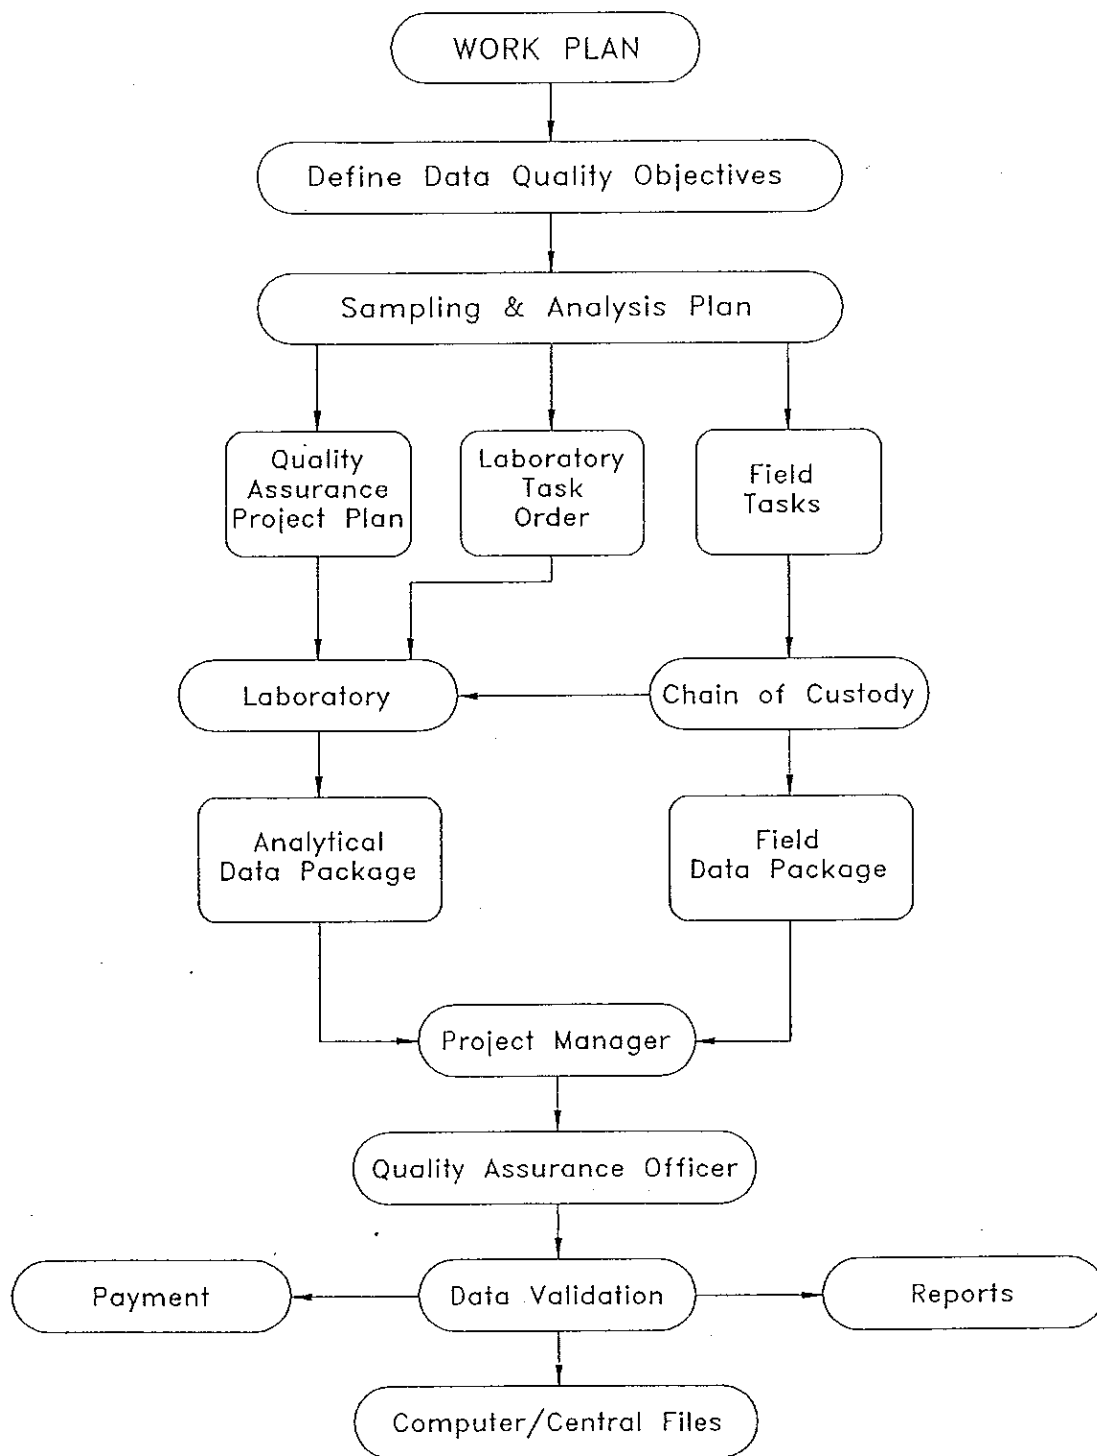 WORK PLAN
Define Data Quality Objectives
Sampling & Analysis Plan
Quality
Assurance
Project Plan
Laboratory
Task
Order
Field
Tasks
Laboratory
Chain of Custody
Analytical
Data Package
Field
Data Package
Project Manager
Quality Assurance Officer
Payment
Data Validation
Reports
Computer/Central Files